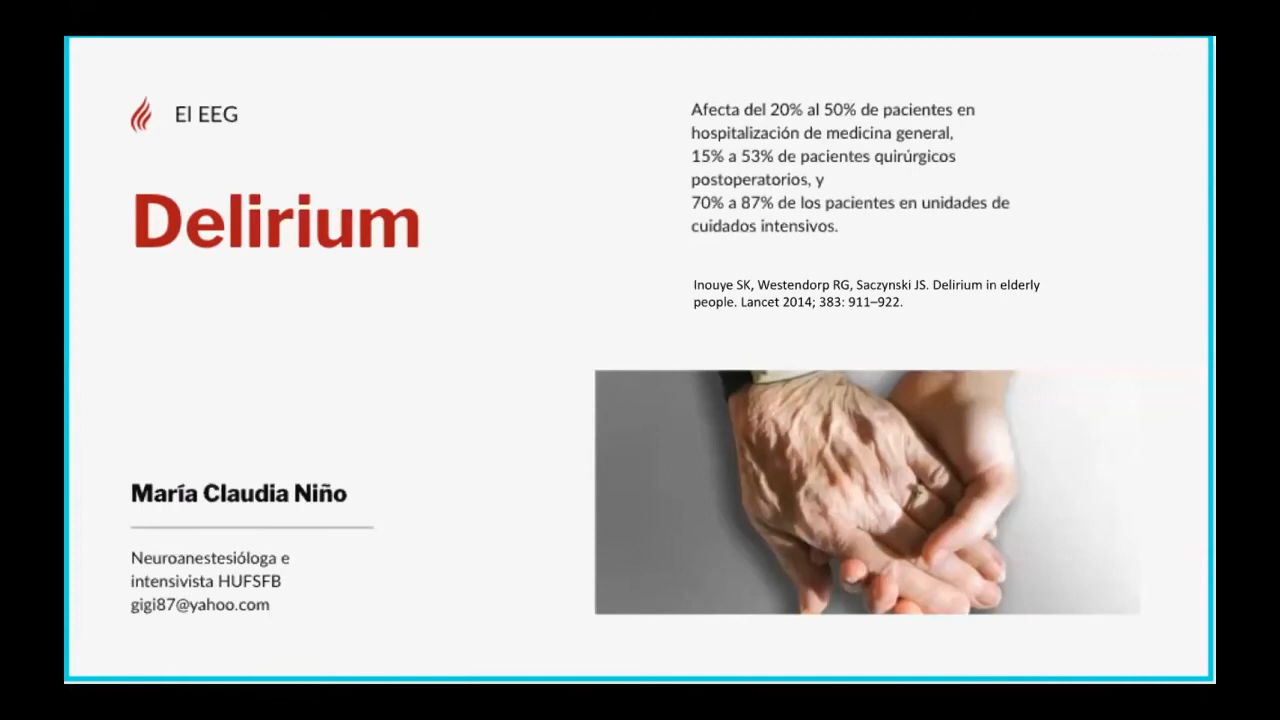 El EEG
Delirium
Afecta del 20% al 50% de pacientes en
hospitalización de medicina general,
15% a 53% de pacientes quirúrgicos
postoperatorios, y
70% a 87% de los pacientes en unidades de
cuidados intensivos.
Inouye SK, Westendorp RG, Saczynski JS. Delirium in elderly
people. Lancet 2014; 383: 911–922.
María Claudia Niño
Neuroanestesióloga e
intensivista HUFSFB
gigi87@yahoo.com